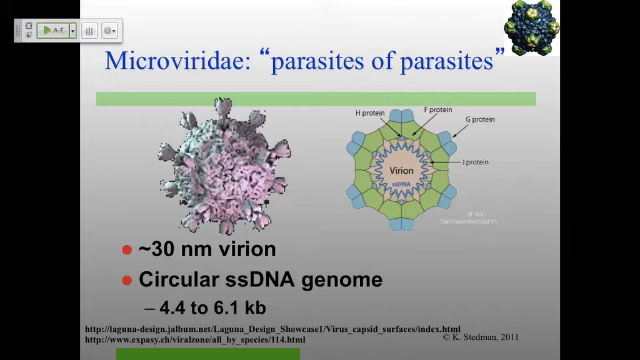 A-Z
Microviridae: “parasites of parasites”
H protein
F protein
G protein
J protein
Virion
ssDNA
● ~30 nm virion
● Circular ssDNA genome
– 4.4 to 6.1 kb
http://laguna-design.jalbum.net/Laguna_Design_Showcase1/Virus_capsid_surfaces/index.html
http://www.expasy.ch/viralzone/all_by_species/114.html
© K. Stedman, 2011